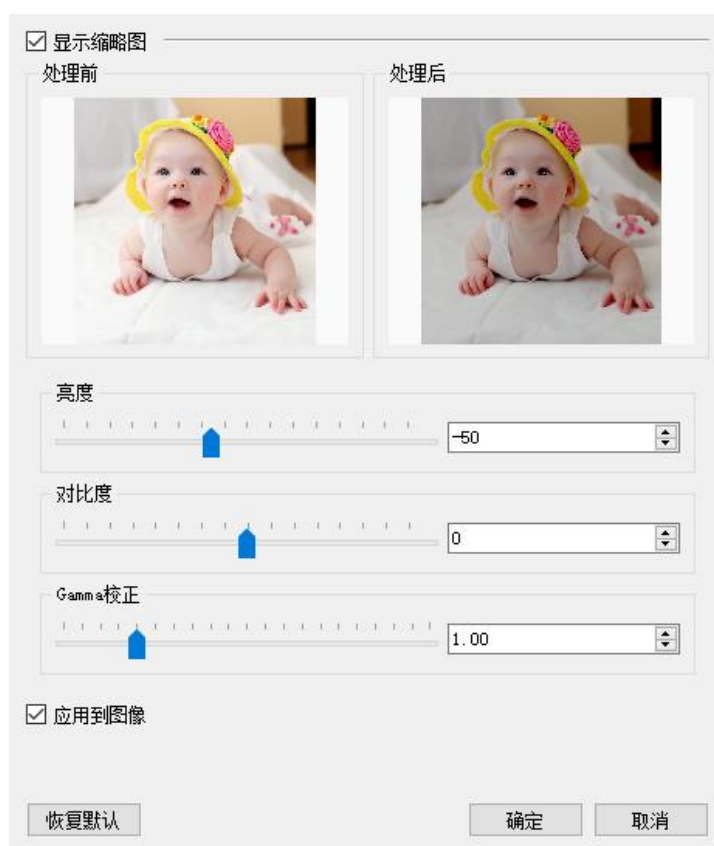 显示缩略图
处理前
处理后
亮度
-50
对比度
0
Gamma校正
1.00
应用到图像
恢复默认
确定
取消